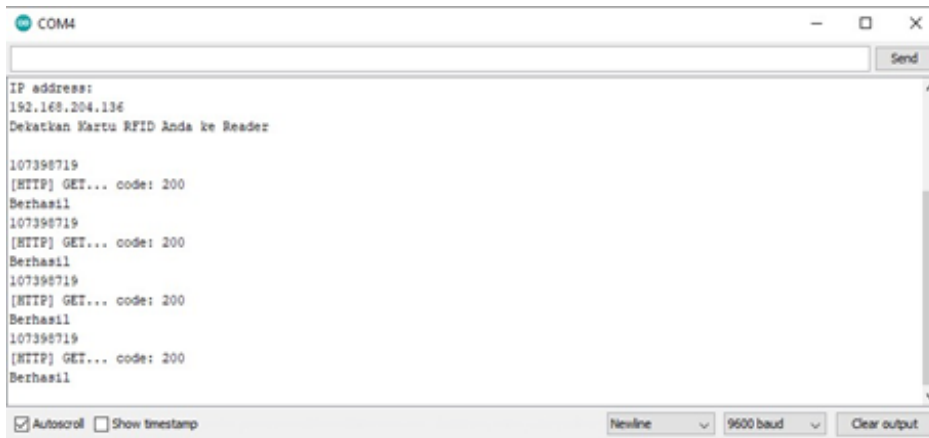 COM4
Send
IP address:
192.168.204.136
Dekatkan Kartu RFID Anda ke Reader
107398719
[HTTP] GET... code: 200
Berhasil
107398719
[HTTP] GET... code: 200
Berhasil
107398719
[HTTP] GET... code: 200
Berhasil
107398719
[HTTP] GET... code: 200
Berhasil
Autoscroll Show timestamp Newline 9600 baud Clear output